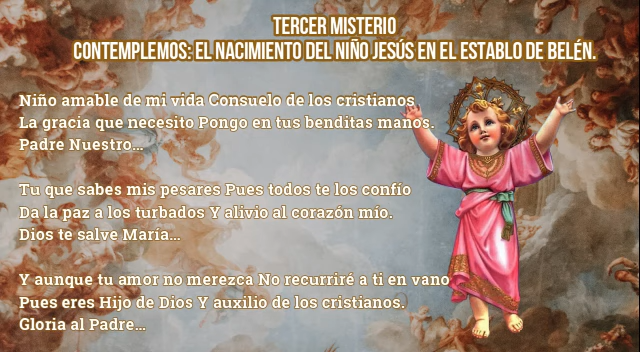 TERCER MISTERIO
CONTEMPLEMOS: EL NACIMIENTO DEL NIÑO JESÚS EN EL ESTABLO DE BELÉN.
Niño amable de mi vida Consuelo de los cristianos
La gracia que necesito Pongo en tus benditas manos.
Padre Nuestro...
Tu que sabes mis pesares Pues todos te los confío
Da la paz a los turbados Y alivio al corazón mío.
Dios te salve María...
Y aunque tu amor no merezca No recurriré a ti en vano
Pues eres Hijo de Dios Y auxilio de los cristianos.
Gloria al Padre...